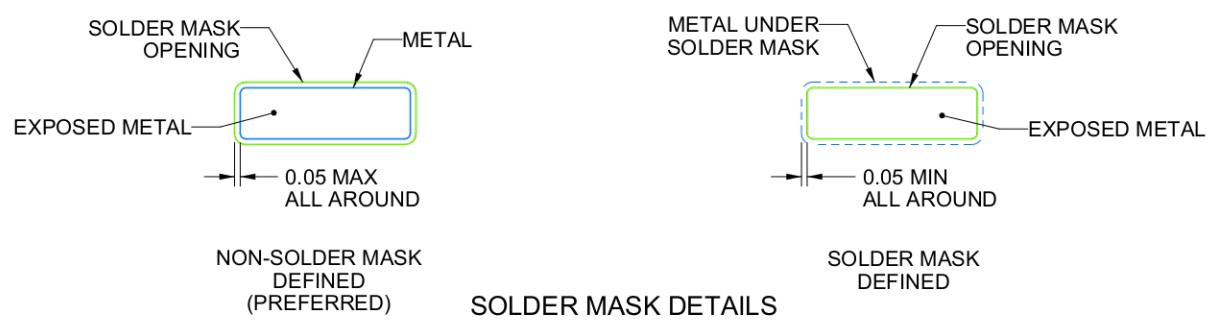 SOLDER MASK
OPENING
METAL
EXPOSED METAL
0.05 MAX
ALL AROUND
NON-SOLDER MASK
DEFINED
(PREFERRED)
METAL UNDER
SOLDER MASK
SOLDER MASK
OPENING
EXPOSED METAL
0.05 MIN
ALL AROUND
SOLDER MASK
DEFINED
SOLDER MASK DETAILS